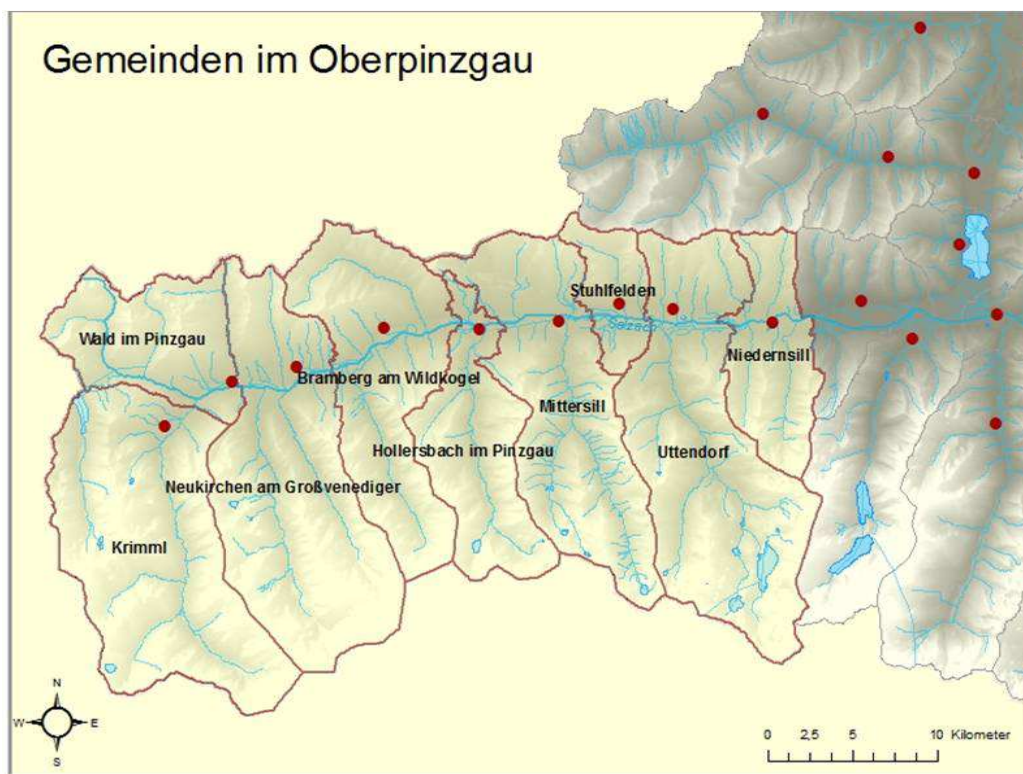 Gemeinden im Oberpinzgau
Stuhlfelden
Salzach
Wald im Pinzgau
Niedernsill
Bramberg am Wildkogel
Mittersill
Hollersbach im Pinzgau
Uttendorf
Neukirchen am Großvenediger
Krimml
N
W
E
S
0 2,5 5 10 Kilometer